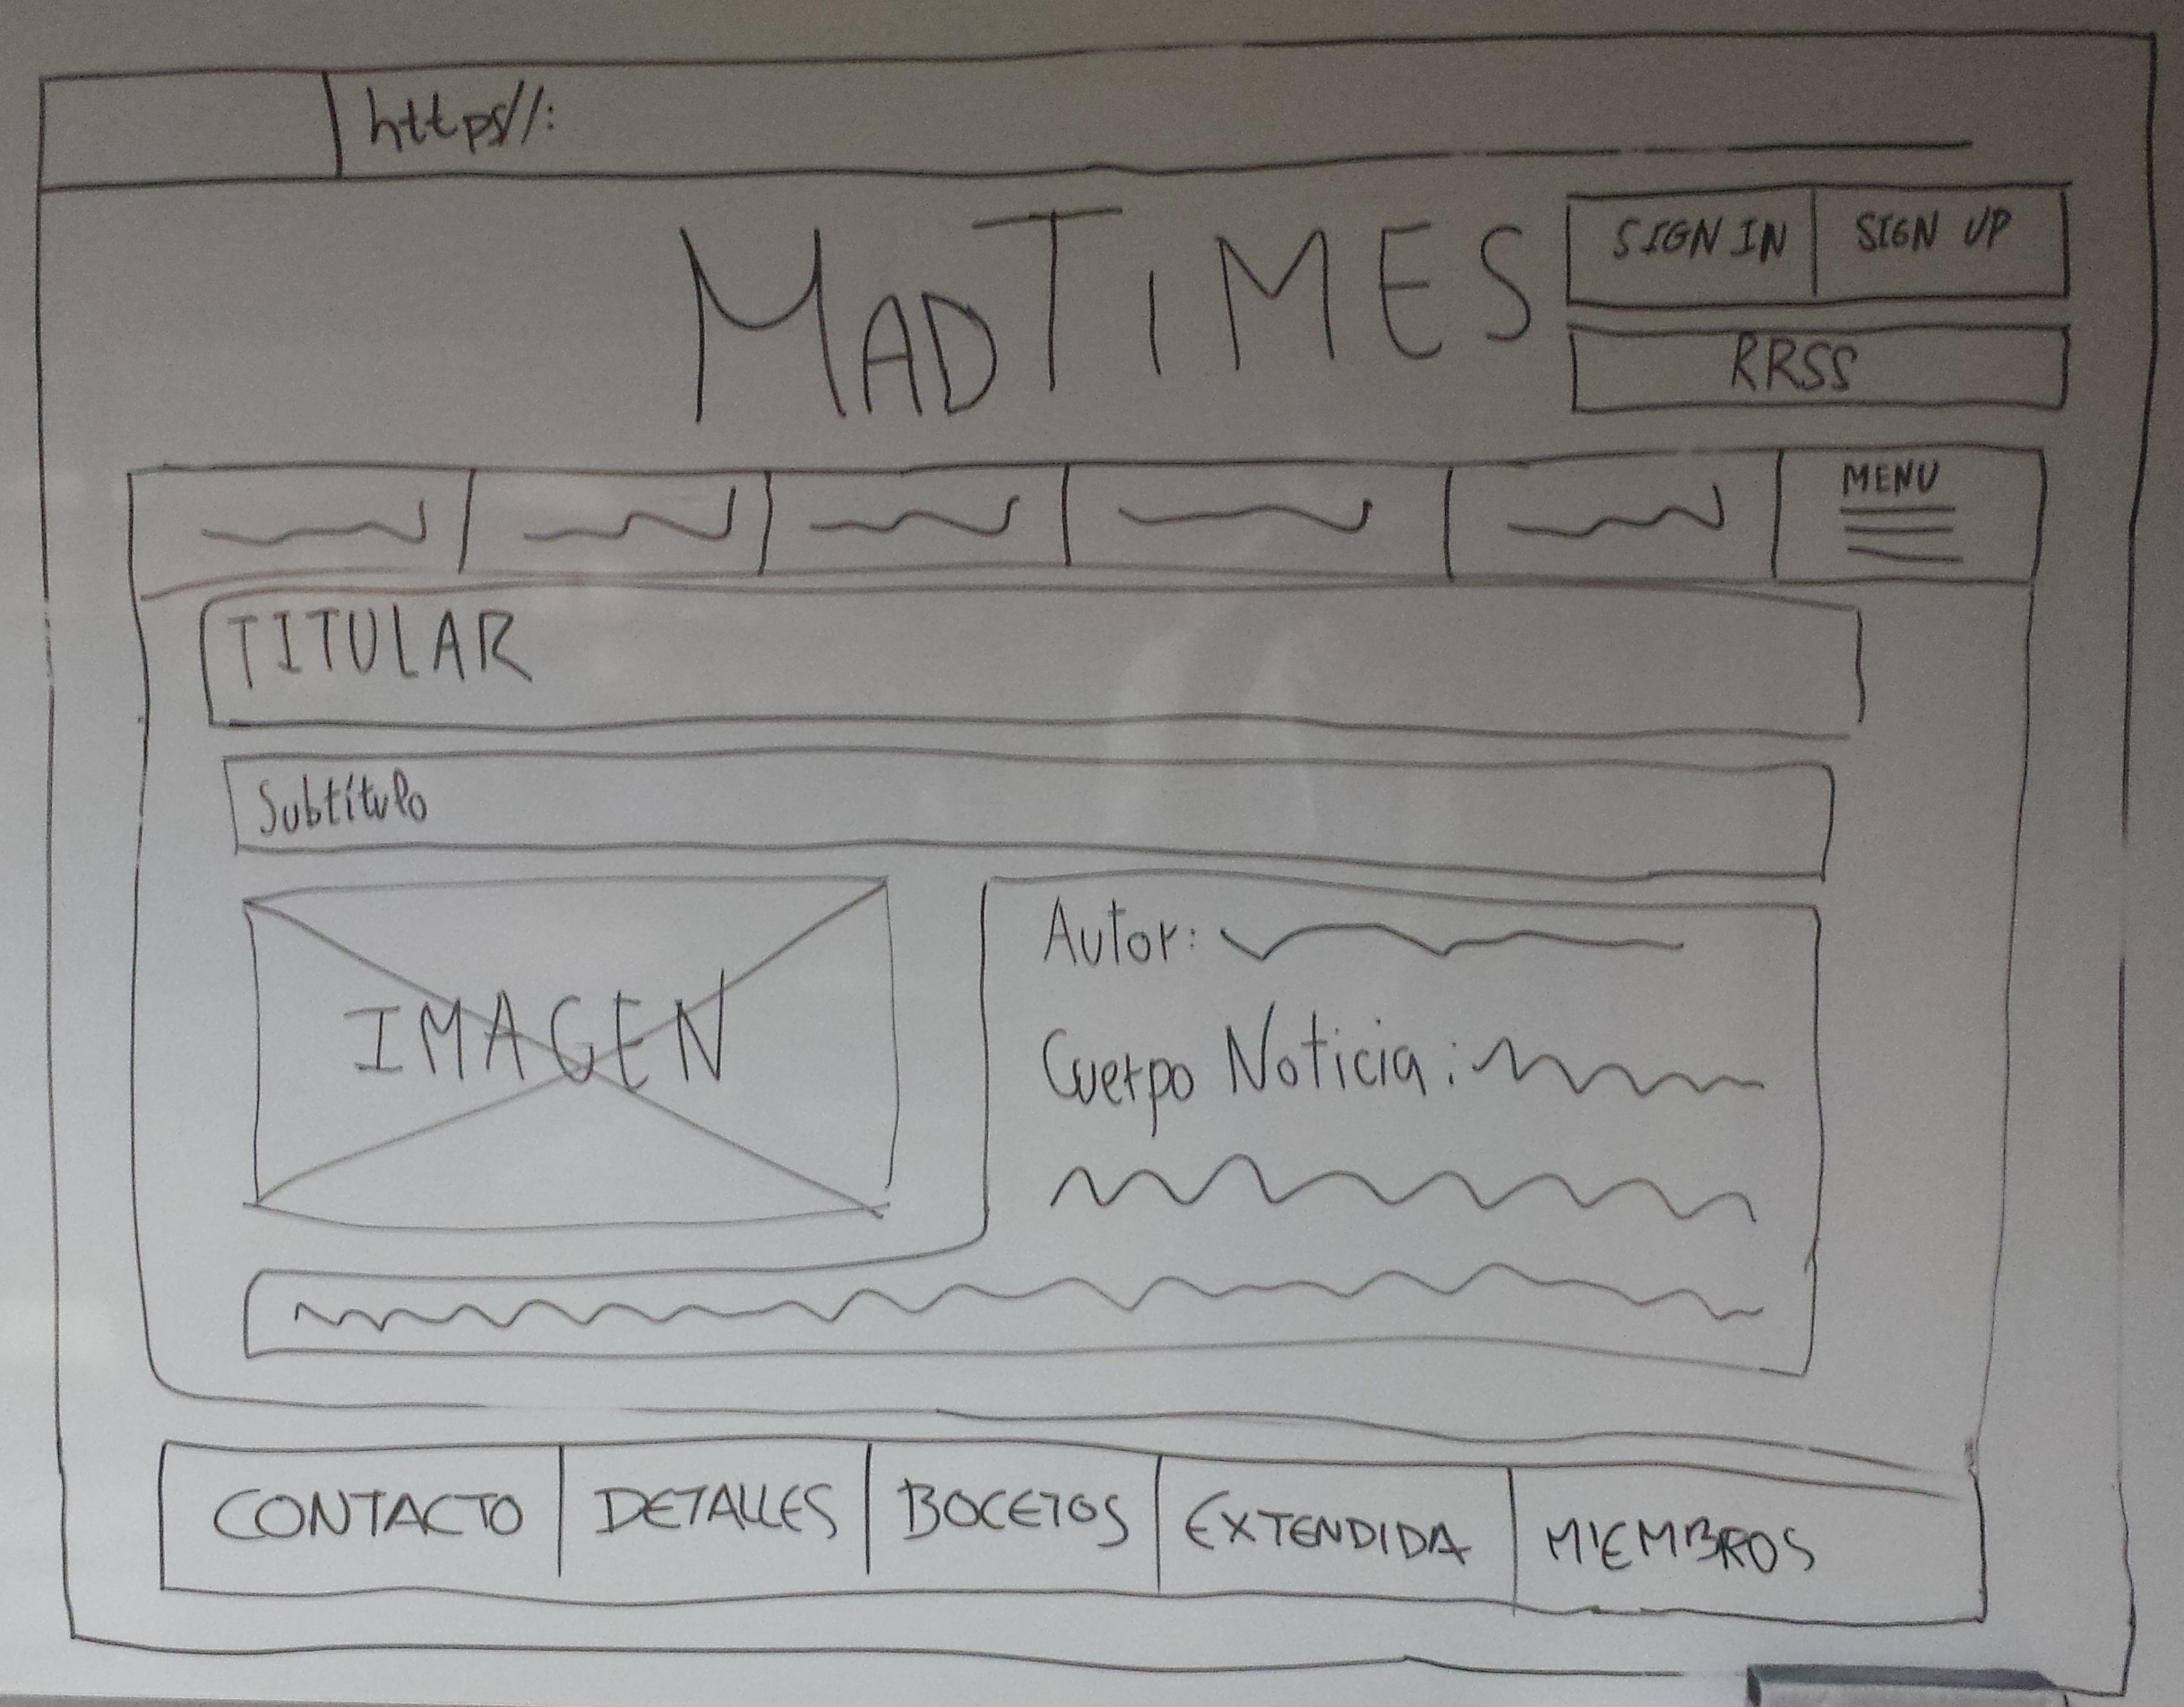 https//:
MADTIMES
SIGN IN SIGN UP
RRSS
MENU
TITULAR
Subtítulo
IMAGEN
Autor:
Cuerpo Noticia:
CONTACTO DETALLES BOCETOS EXTENDIDA MIEMBROS